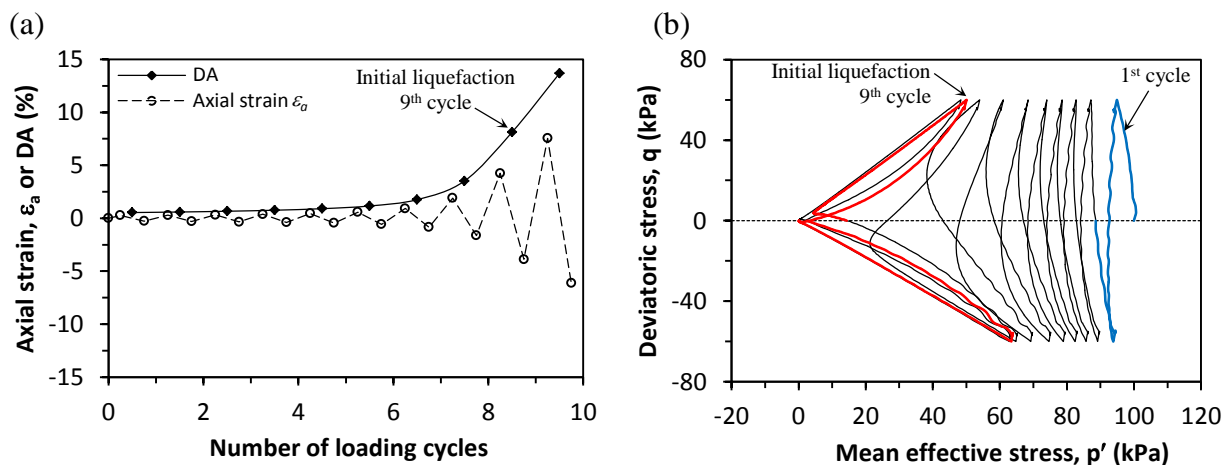 (a)
15
10
5
0
-5
-10
-15
Axial strain, εa or DA (%)
DA
Axial strain εa
Initial liquefaction
9th cycle
0 2 4 6 8 10
Number of loading cycles
(b)
80
40
0
-40
-80
Deviatoric stress, q (kPa)
Initial liquefaction
9th cycle
1st cycle
-20 0 20 40 60 80 100 120
Mean effective stress, p' (kPa)